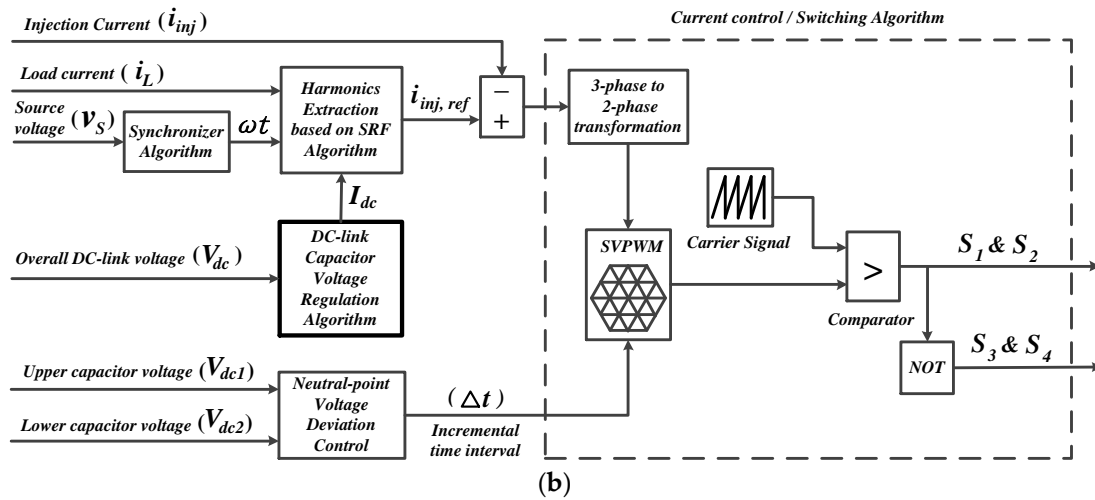 Injection Current (i_inj)
Current control / Switching Algorithm
Load current ( i_L )
Source
voltage (v_S)
Synchronizer
Algorithm
ωt
Harmonics
Extraction
based on SRF
Algorithm
i_inj, ref
−
+
3-phase to
2-phase
transformation
I_dc
Overall DC-link voltage (V_dc)
DC-link
Capacitor
Voltage
Regulation
Algorithm
SVPWM
Carrier Signal
>
Comparator
S_1 & S_2
NOT
S_3 & S_4
Upper capacitor voltage (V_dc1)
Lower capacitor voltage (V_dc2)
Neutral-point
Voltage
Deviation
Control
(△t)
Incremental
time interval
(b)